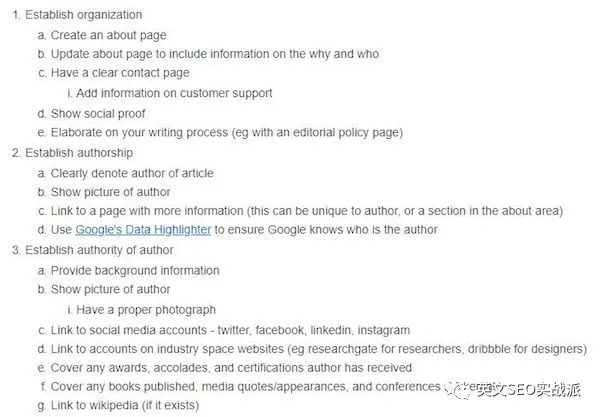 1. Establish organization
a. Create an about page
b. Update about page to include information on the why and who
c. Have a clear contact page
i. Add information on customer support
d. Show social proof
e. Elaborate on your writing process (eg with an editorial policy page)
2. Establish authorship
a. Clearly denote author of article
b. Show picture of author
c. Link to a page with more information (this can be unique to author, or a section in the about area)
d. Use Google's Data Highlighter to ensure Google knows who is the author
3. Establish authority of author
a. Provide background information
b. Show picture of author
i. Have a proper photograph
c. Link to social media accounts - twitter, facebook, linkedin, instagram
d. Link to accounts on industry space websites (eg researchgate for researchers, dribbble for designers)
e. Cover any awards, accolades, and certifications author has received
f. Cover any books published, media quotes/appearances, and conferences
g. Link to wikipedia (if it exists)
英文SEO实战派